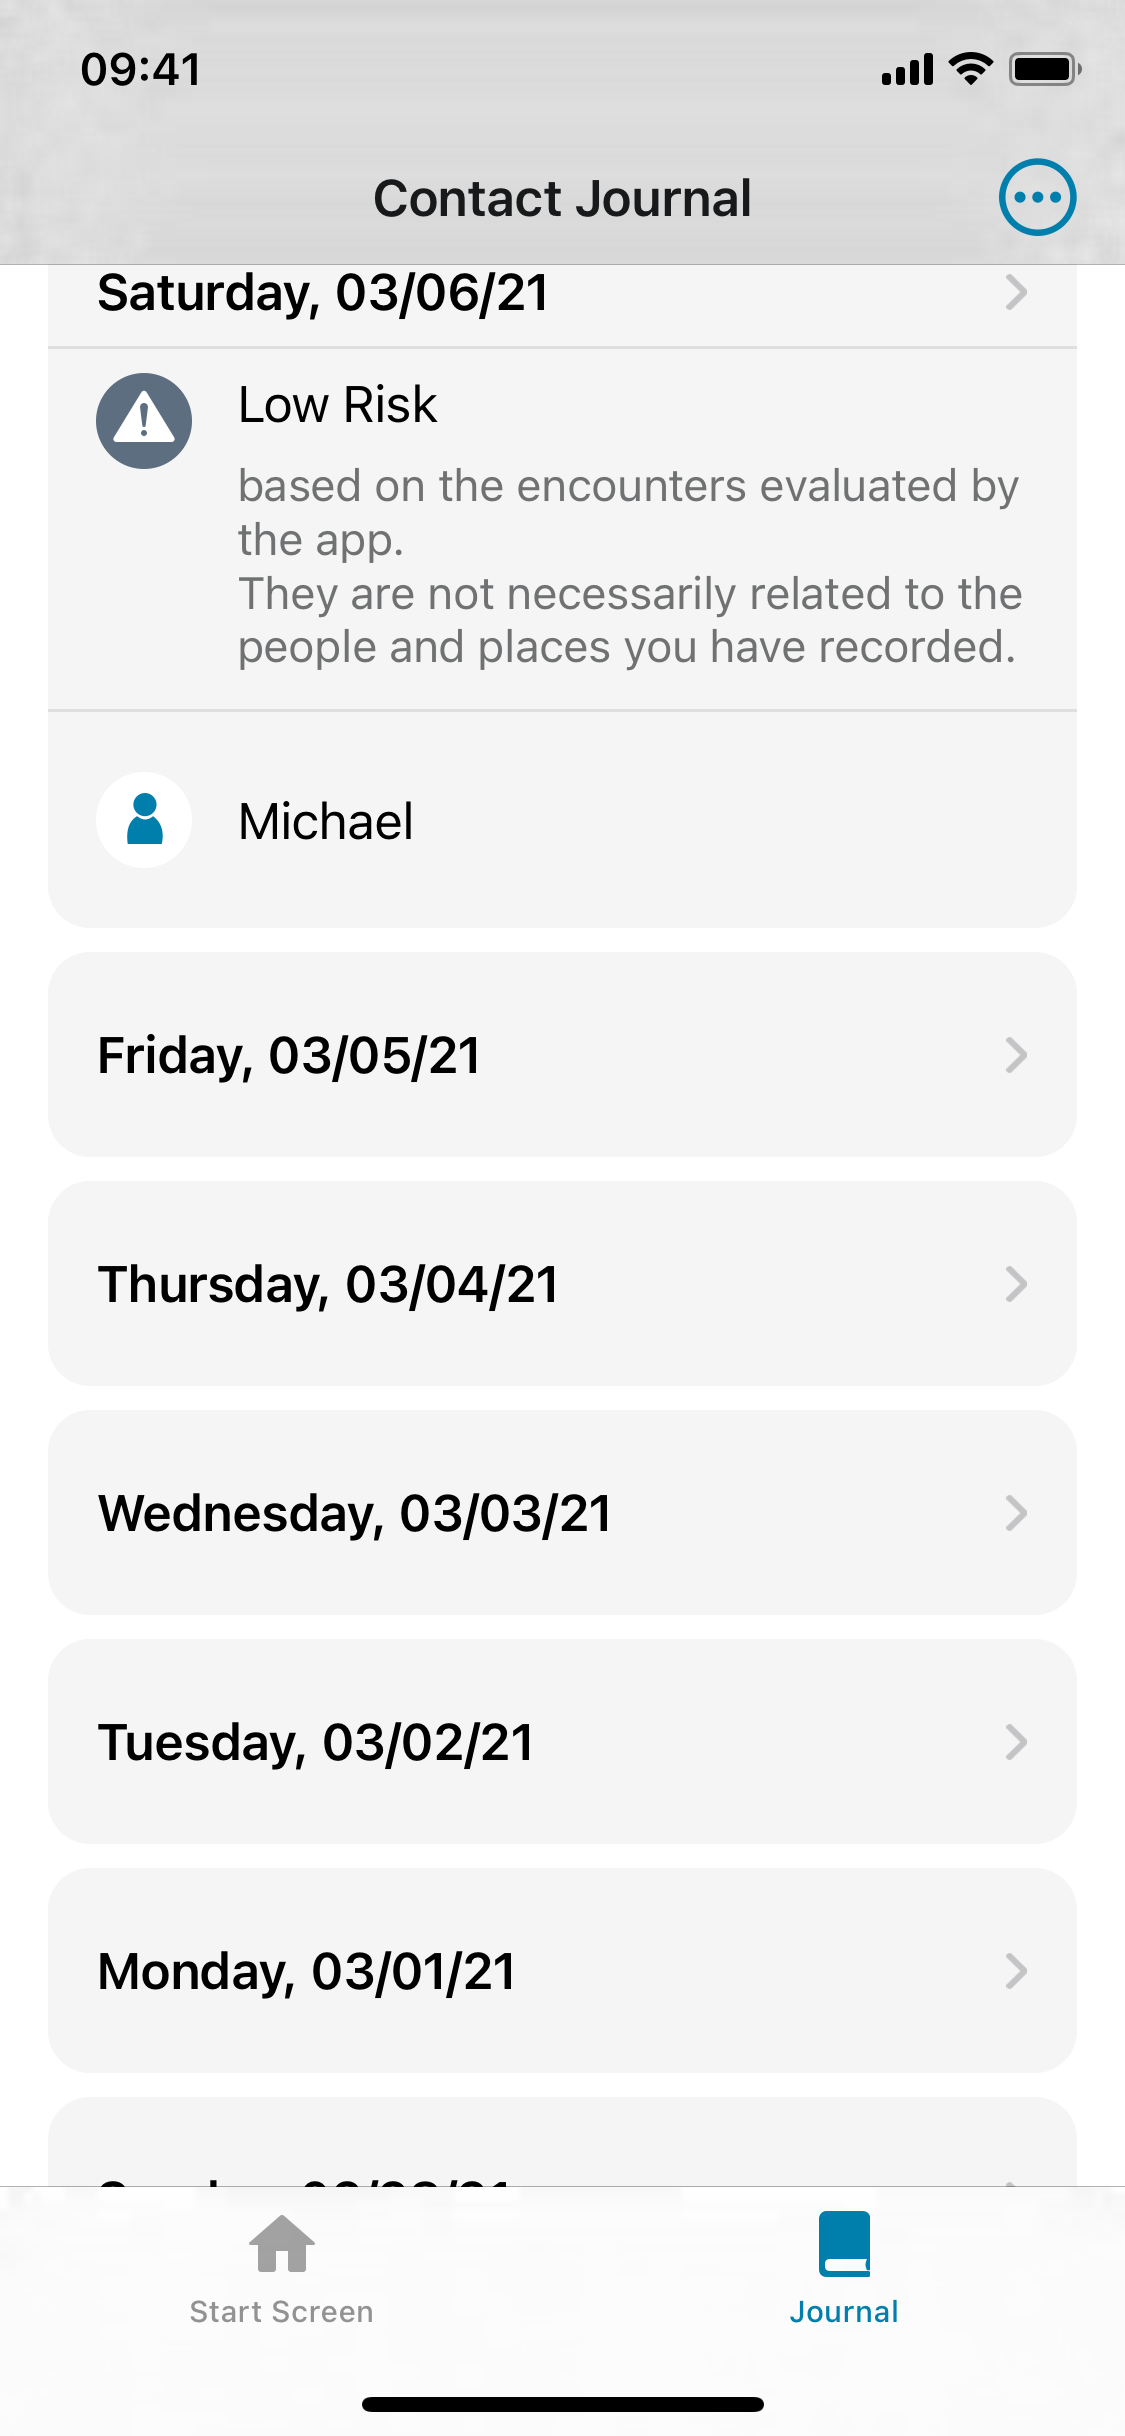 09:41
Contact Journal
Saturday, 03/06/21
Low Risk
based on the encounters evaluated by
the app.
They are not necessarily related to the
people and places you have recorded.
Michael
Friday, 03/05/21
Thursday, 03/04/21
Wednesday, 03/03/21
Tuesday, 03/02/21
Monday, 03/01/21
Start Screen
Journal